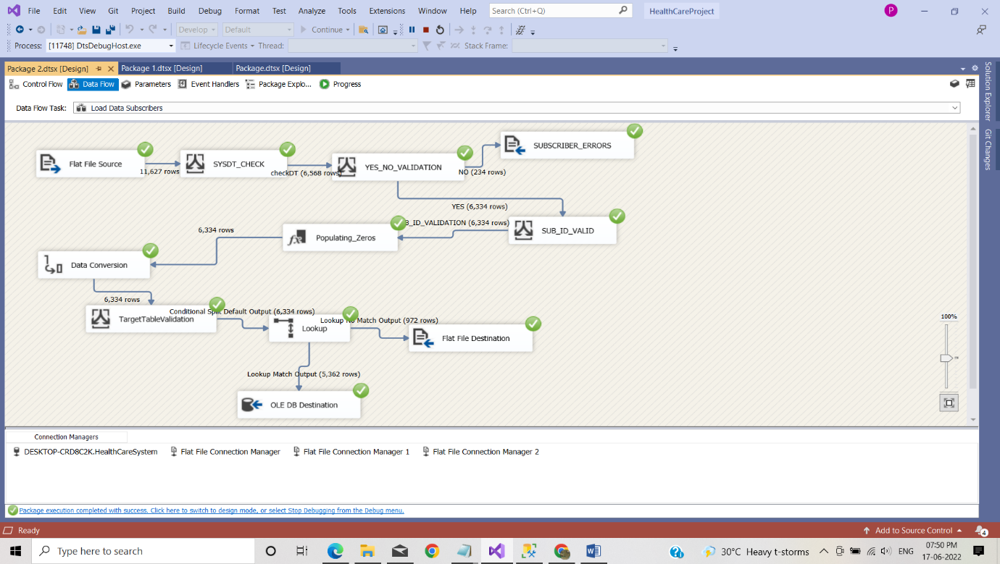 File Edit View Git Project Build Debug Format Test Analyze Tools Extensions Window Help Search (Ctrl+Q) HealthCareProject P
Develop Default Continue
Process: [11748] DtsDebugHost.exe Lifecycle Events Thread: Stack Frame:
Package 2.dtsx [Design] Package 1.dtsx [Design] Package.dtsx [Design]
Control Flow Data Flow Parameters Event Handlers Package Explo... Progress
Data Flow Task: Load Data Subscribers
Solution Explorer
Git Changes
SUBSCRIBER_ERRORS
Flat File Source SYSDT_CHECK YES_NO_VALIDATION
11,627 rows checkDT (6,568 rows) NO (234 rows)
YES (6,334 rows)
B_ID_VALIDATION (6,334 rows)
6,334 rows SUB_ID_VALID
Populating_Zeros
Data Conversion
6,334 rows
Conditional Split Default Output (6,334 rows)
TargetTableValidation Lookup No Match Output (972 rows)
Lookup
Flat File Destination
Lookup Match Output (5,362 rows)
OLE DB Destination
100%
Connection Managers
DESKTOP-CRD8C2K.HealthCareSystem Flat File Connection Manager Flat File Connection Manager 1 Flat File Connection Manager 2
Package execution completed with success. Click here to switch to design mode, or select Stop Debugging from the Debug menu.
Ready Add to Source Control 4
Type here to search 30°C Heavy t-storms ENG 07:50 PM
17-06-2022